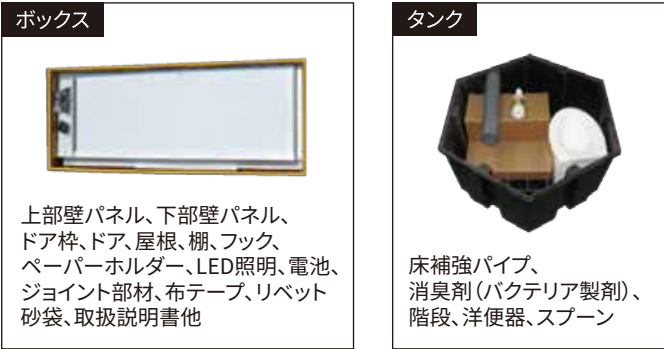 ボックス
上部壁パネル、下部壁パネル、
ドア枠、ドア、屋根、棚、フック、
ペーパーホルダー、LED照明、電池、
ジョイント部材、布テープ、リベット
砂袋、取扱説明書他
タンク
床補強パイプ、
消臭剤（バクテリア製剤）、
階段、洋便器、スプーン